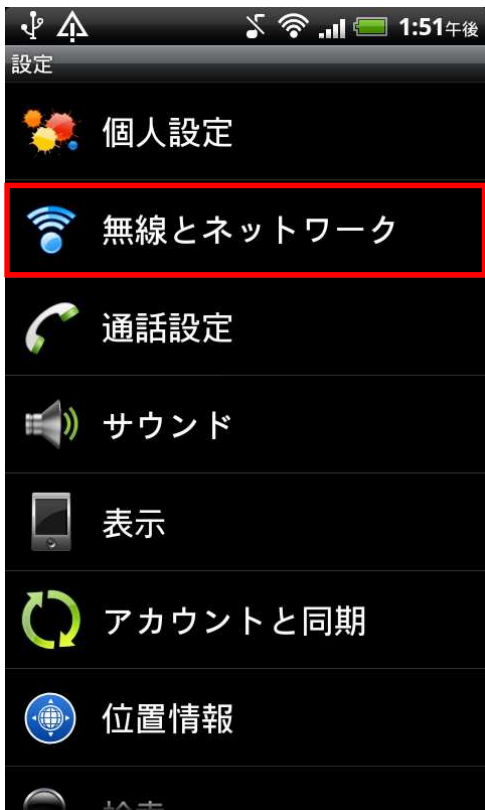 1:51午後
設定
個人設定
無線とネットワーク
通話設定
サウンド
表示
アカウントと同期
位置情報
検索